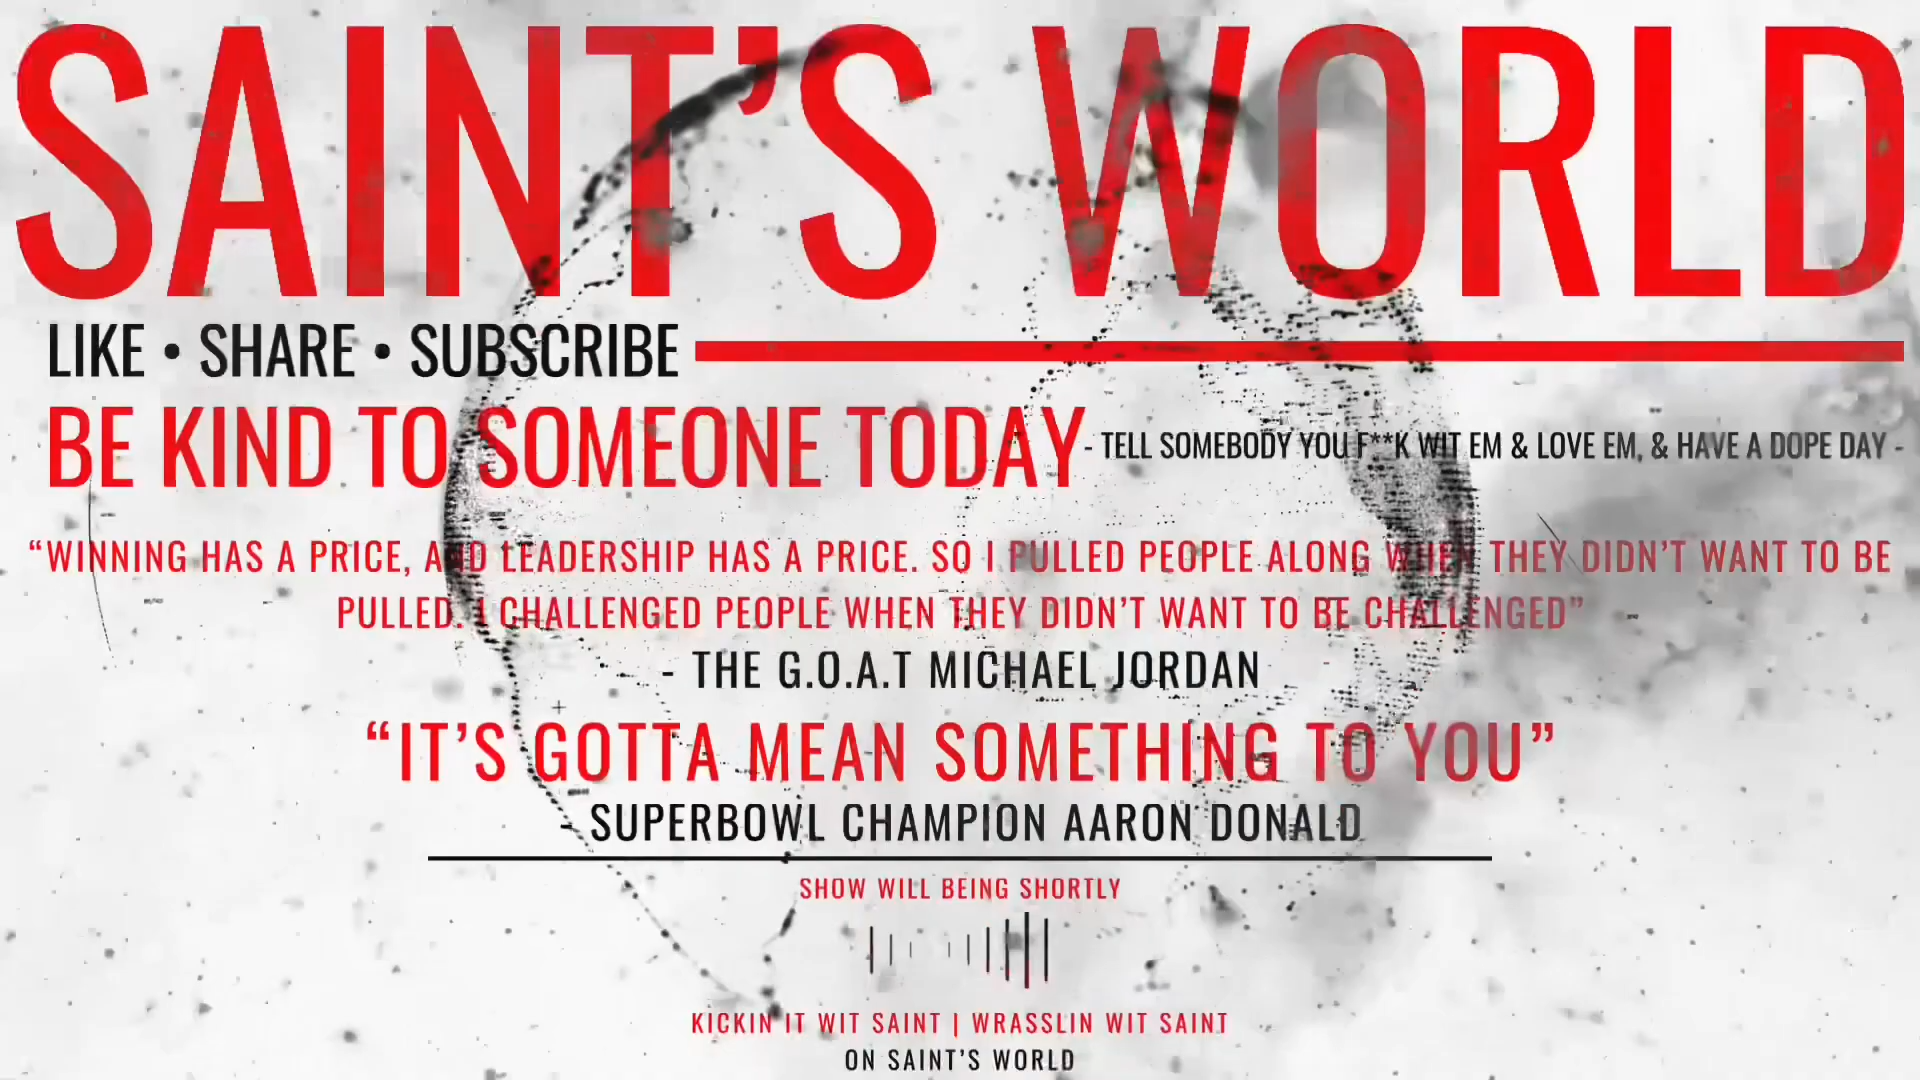 SAINT'S WORLD
LIKE • SHARE • SUBSCRIBE
BE KIND TO SOMEONE TODAY - TELL SOMEBODY YOU F**K WIT EM & LOVE EM, & HAVE A DOPE DAY -
“WINNING HAS A PRICE, AND LEADERSHIP HAS A PRICE. SO I PULLED PEOPLE ALONG WHEN THEY DIDN'T WANT TO BE
PULLED. I CHALLENGED PEOPLE WHEN THEY DIDN'T WANT TO BE CHALLENGED”
- THE G.O.A.T MICHAEL JORDAN
“IT'S GOTTA MEAN SOMETHING TO YOU”
- SUPERBOWL CHAMPION AARON DONALD
SHOW WILL BEING SHORTLY
KICKIN IT WIT SAINT | WRASSLIN WIT SAINT
ON SAINT'S WORLD